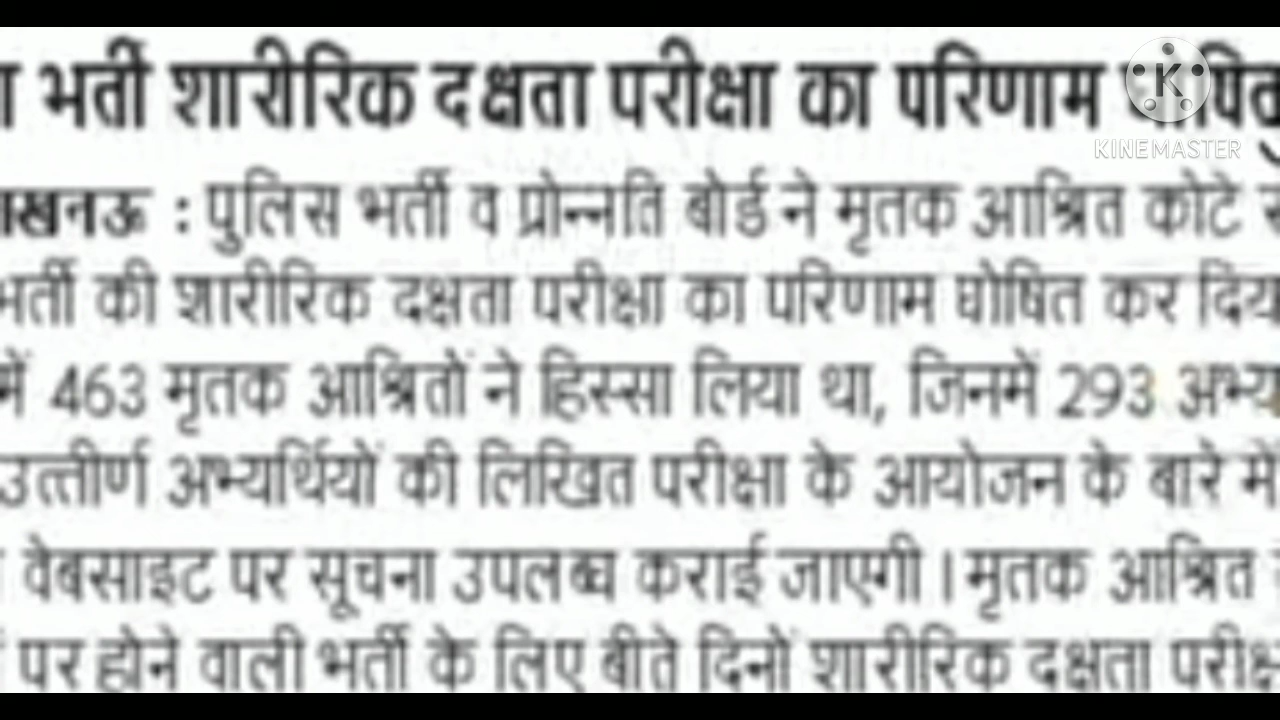 भर्ती शारीरिक दक्षता परीक्षा का परिणाम
KINEMASTER
: पुलिस भर्ती व प्रोन्नति बोर्ड ने मृतक आश्रित कोटे
भर्ती की शारीरिक दक्षता परीक्षा का परिणाम घोषित कर
में 463 मृतक आश्रितों ने हिस्सा लिया था, जिनमें 293
उत्तीर्ण अभ्यर्थियों की लिखित परीक्षा के आयोजन के बारे में
वेबसाइट पर सूचना उपलब्ध कराई जाएगी। मृतक आश्रित
पर होने वाली भर्ती के लिए बीते दिनों शारीरिक दक्षता